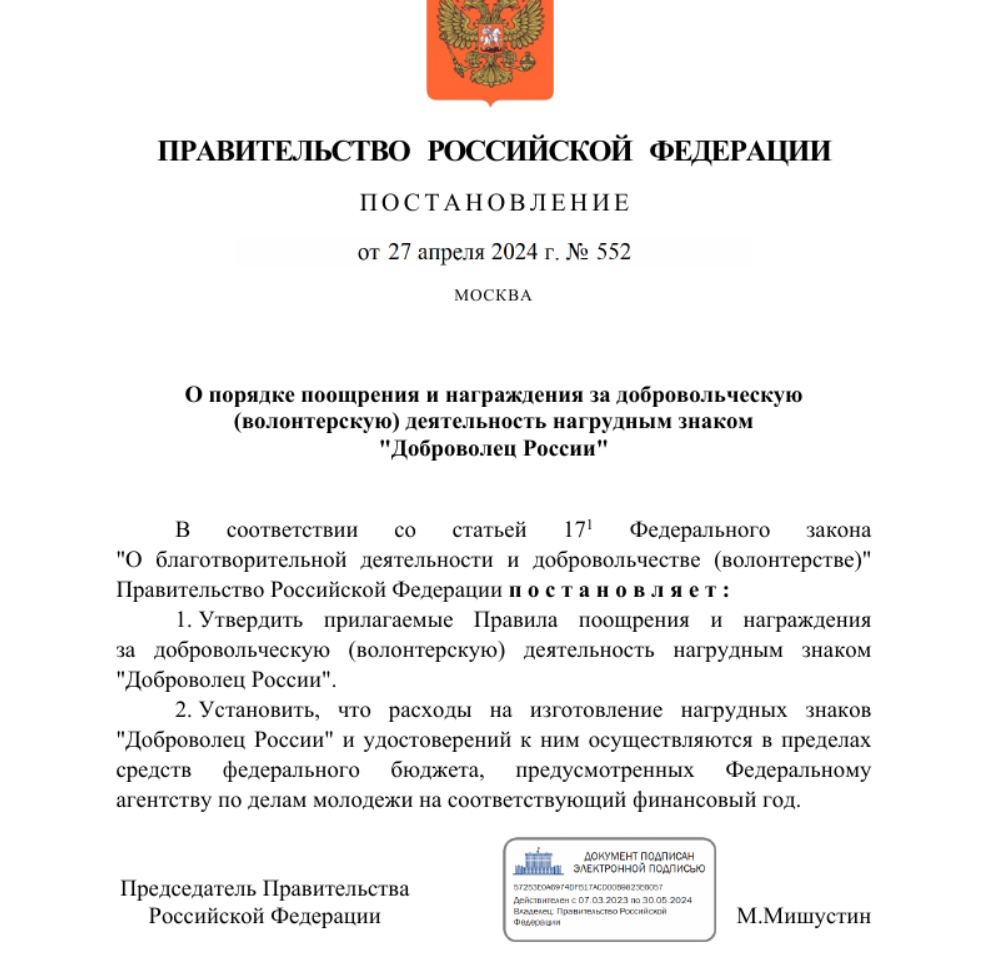 ПРАВИТЕЛЬСТВО РОССИЙСКОЙ ФЕДЕРАЦИИ
ПОСТАНОВЛЕНИЕ
от 27 апреля 2024 г. № 552
МОСКВА
О порядке поощрения и награждения за добровольческую
(волонтерскую) деятельность нагрудным знаком
"Доброволец России"
В соответствии со статьей 17¹ Федерального закона
"О благотворительной деятельности и добровольчестве (волонтерстве)"
Правительство Российской Федерации п о с т а н о в л я е т :
1. Утвердить прилагаемые Правила поощрения и награждения
за добровольческую (волонтерскую) деятельность нагрудным знаком
"Доброволец России".
2. Установить, что расходы на изготовление нагрудных знаков
"Доброволец России" и удостоверений к ним осуществляются в пределах
средств федерального бюджета, предусмотренных Федеральному
агентству по делам молодежи на соответствующий финансовый год.
ДОКУМЕНТ ПОДПИСАН
ЭЛЕКТРОННОЙ ПОДПИСЬЮ
Действителен с 07.03.2023 по 30.05.2024
Владелец: Правительство Российской
Федерации
Председатель Правительства
Российской Федерации
М.Мишустин